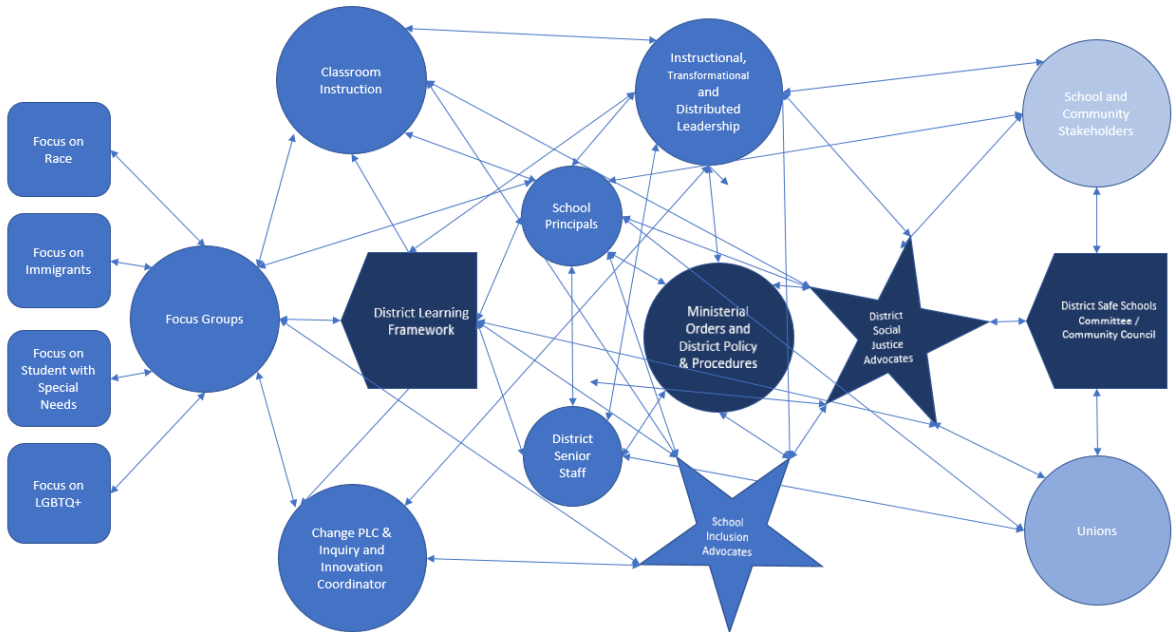 Classroom
Instruction
Instructional,
Transformational
and
Distributed
Leadership
School and
Community
Stakeholders
Focus on
Race
School
Principals
Focus on
Immigrants
Focus Groups
District Learning
Framework
Ministerial
Orders and
District Policy
& Procedures
District
Social
Justice
Advocates
District Safe Schools
Committee /
Community Council
Focus on
Student with
Special
Needs
District
Senior
Staff
Focus on
LGBTQ+
Change PLC &
Inquiry and
Innovation
Coordinator
School
Inclusion
Advocates
Unions